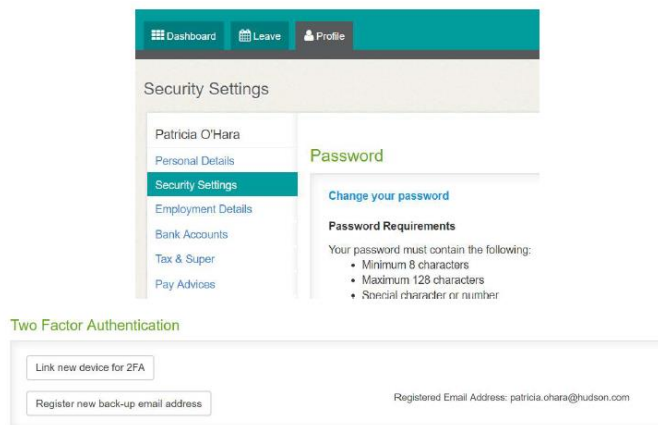 Dashboard Leave Profile
Security Settings
Patricia O'Hara
Personal Details
Security Settings
Employment Details
Bank Accounts
Tax & Super
Pay Advices
Password
Change your password
Password Requirements
Your password must contain the following:
• Minimum 8 characters
• Maximum 128 characters
• Special character or number
Two Factor Authentication
Link new device for 2FA
Register new back-up email address
Registered Email Address: patricia.ohara@hudson.com